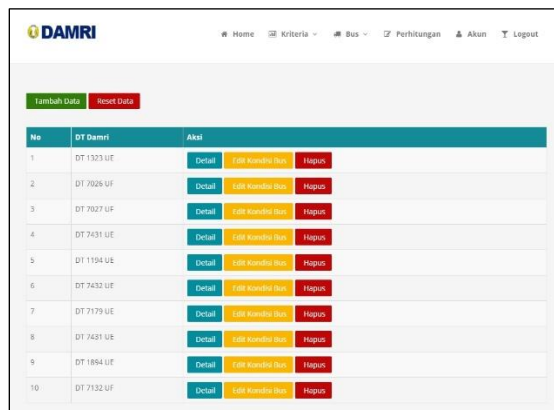 DAMRI
Home Kriteria Bus Perhitungan Akun Logout
Tambah Data Reset Data
No DT Damri Aksi
1 DT 1323 UE Detail Edit Kondisi Bus Hapus
2 DT 7026 UF Detail Edit Kondisi Bus Hapus
3 DT 7027 UF Detail Edit Kondisi Bus Hapus
4 DT 7431 UE Detail Edit Kondisi Bus Hapus
5 DT 1194 UE Detail Edit Kondisi Bus Hapus
6 DT 7432 UE Detail Edit Kondisi Bus Hapus
7 DT 7179 UE Detail Edit Kondisi Bus Hapus
8 DT 7431 UE Detail Edit Kondisi Bus Hapus
9 DT 1894 UE Detail Edit Kondisi Bus Hapus
10 DT 7132 UF Detail Edit Kondisi Bus Hapus